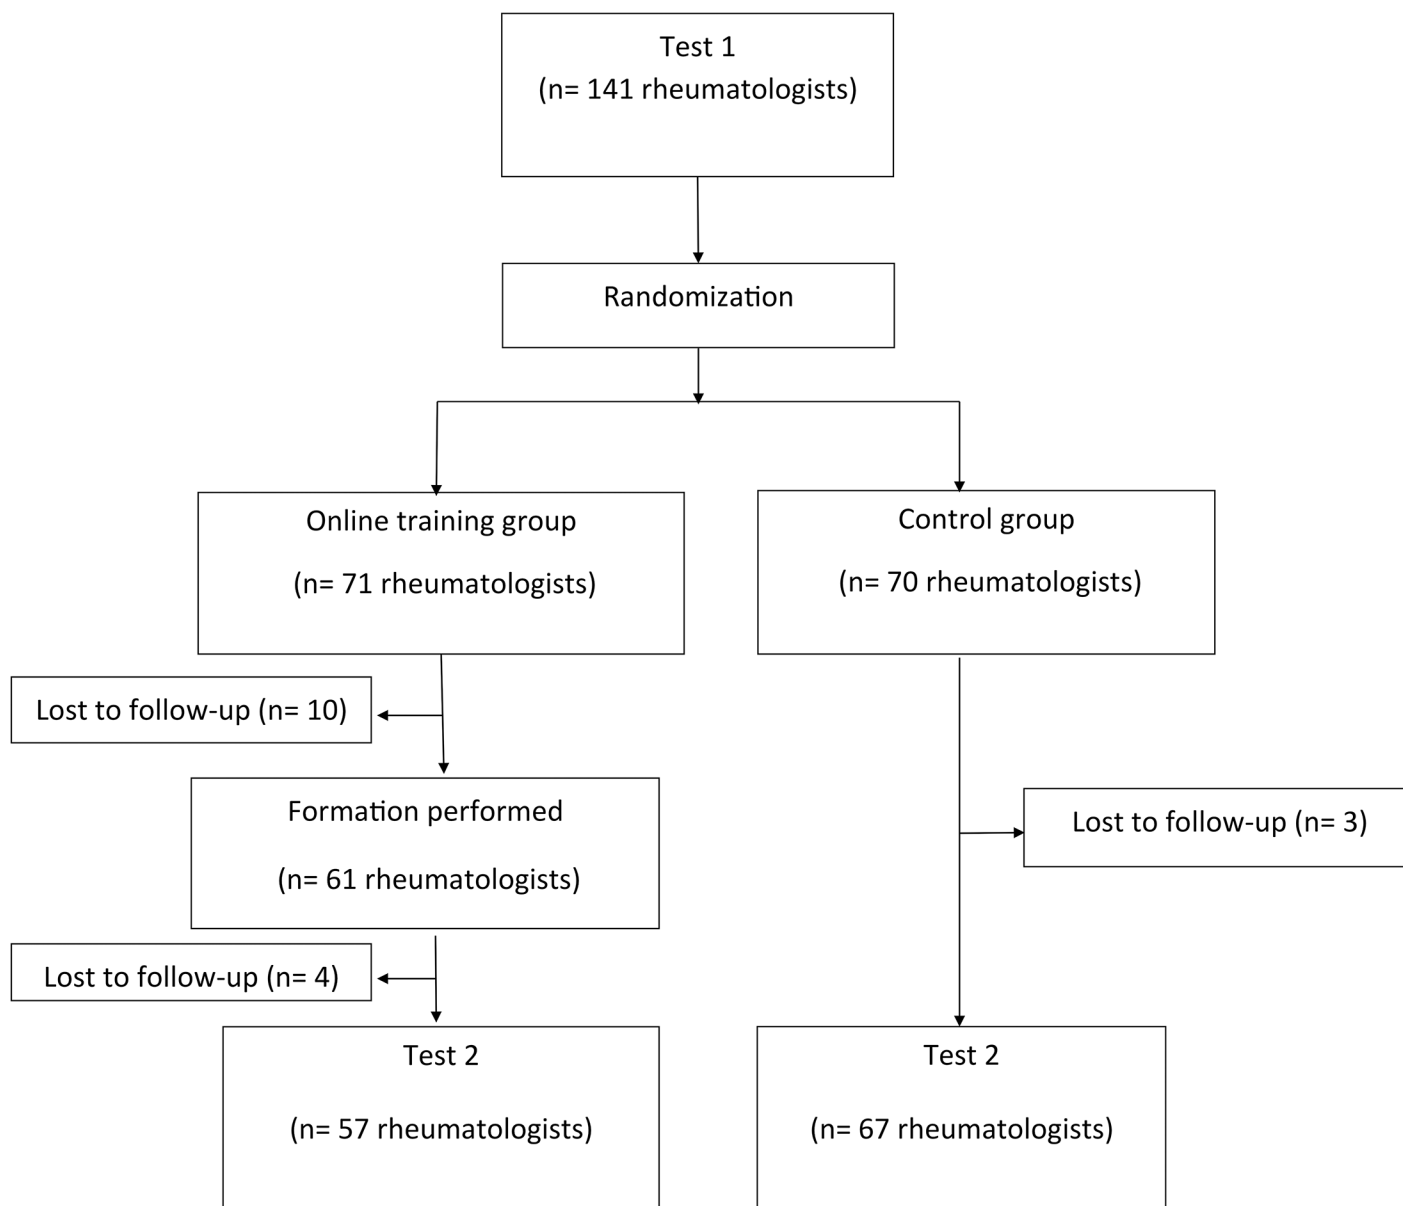 Test 1
(n= 141 rheumatologists)
Randomization
Online training group
(n= 71 rheumatologists)
Control group
(n= 70 rheumatologists)
Lost to follow-up (n= 10)
Formation performed
(n= 61 rheumatologists)
Lost to follow-up (n= 3)
Lost to follow-up (n= 4)
Test 2
(n= 57 rheumatologists)
Test 2
(n= 67 rheumatologists)